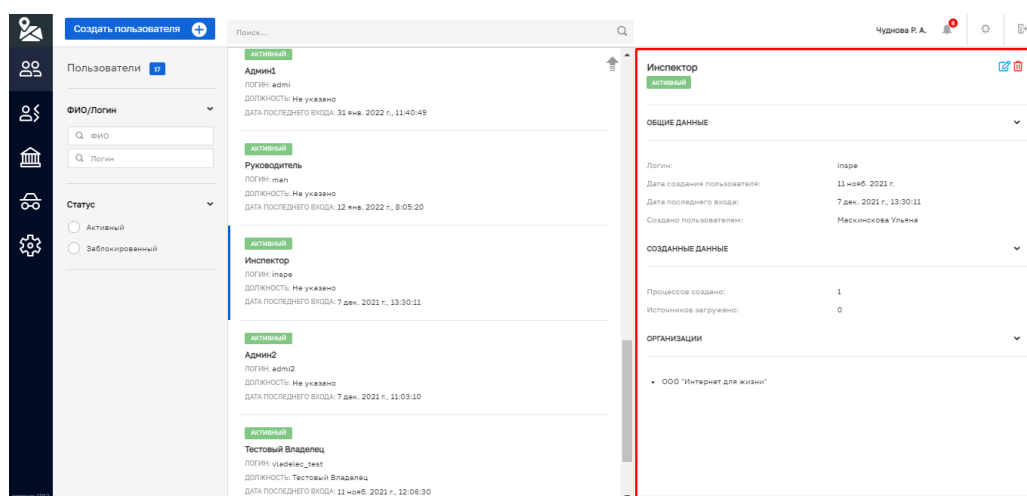 Создать пользователя
Поиск...
Чуднова Р. А.
8
Пользователи 17
ФИО/Логин
ФИО
Логин
Статус
Активный
Заблокированный
АКТИВНЫЙ
Админ1
ЛОГИН: admi
ДОЛЖНОСТЬ: Не указано
ДАТА ПОСЛЕДНЕГО ВХОДА: 31 янв. 2022 г., 11:40:49
АКТИВНЫЙ
Руководитель
ЛОГИН: man
ДОЛЖНОСТЬ: Не указано
ДАТА ПОСЛЕДНЕГО ВХОДА: 12 янв. 2022 г., 8:05:20
АКТИВНЫЙ
Инспектор
ЛОГИН: inspe
ДОЛЖНОСТЬ: Не указано
ДАТА ПОСЛЕДНЕГО ВХОДА: 7 дек. 2021 г., 13:30:11
АКТИВНЫЙ
Админ2
ЛОГИН: admi2
ДОЛЖНОСТЬ: Не указано
ДАТА ПОСЛЕДНЕГО ВХОДА: 7 дек. 2021 г., 11:03:10
АКТИВНЫЙ
Тестовый Владелец
ЛОГИН: vladelec_test
ДОЛЖНОСТЬ: Тестовый Владелец
ДАТА ПОСЛЕДНЕГО ВХОДА: 11 нояб. 2021 г., 12:06:30
Инспектор
АКТИВНЫЙ
ОБЩИЕ ДАННЫЕ
Логин: inspe
Дата создания пользователя: 11 нояб. 2021 г.
Дата последнего входа: 7 дек. 2021 г., 13:30:11
Создано пользователем: Маскинскова Ульяна
СОЗДАННЫЕ ДАННЫЕ
Процессов создано: 1
Источников загружено: 0
ОРГАНИЗАЦИИ
• ООО "Интернет для жизни"